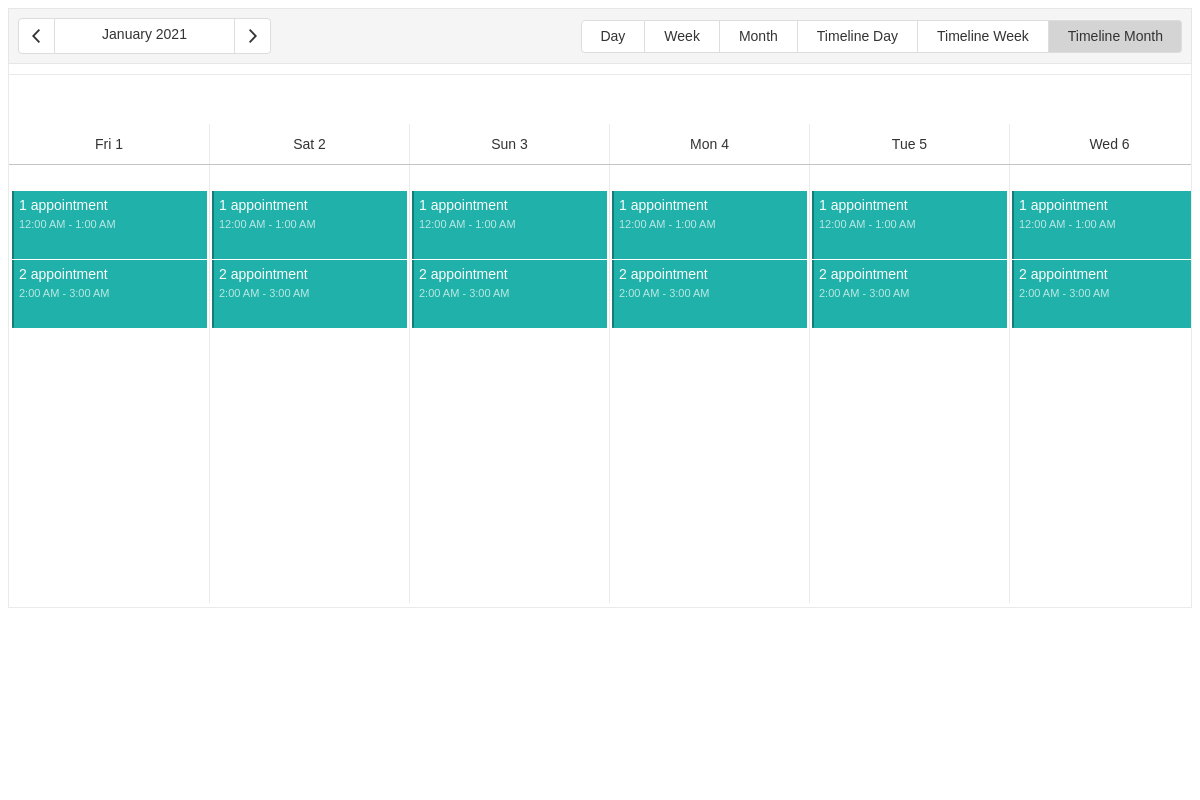 January 2021
Day Week Month Timeline Day Timeline Week Timeline Month
Fri 1 Sat 2 Sun 3 Mon 4 Tue 5 Wed 6
1 appointment 1 appointment 1 appointment 1 appointment 1 appointment 1 appointment
12:00 AM - 1:00 AM 12:00 AM - 1:00 AM 12:00 AM - 1:00 AM 12:00 AM - 1:00 AM 12:00 AM - 1:00 AM 12:00 AM - 1:00 AM
2 appointment 2 appointment 2 appointment 2 appointment 2 appointment 2 appointment
2:00 AM - 3:00 AM 2:00 AM - 3:00 AM 2:00 AM - 3:00 AM 2:00 AM - 3:00 AM 2:00 AM - 3:00 AM 2:00 AM - 3:00 AM